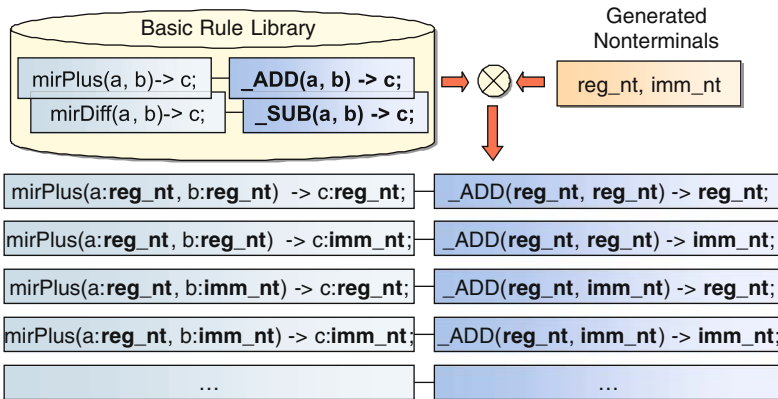 Basic Rule Library
Generated
Nonterminals
mirPlus(a, b)-> c;
_ADD(a, b) -> c;
reg_nt, imm_nt
mirDiff(a, b)-> c;
_SUB(a, b) -> c;
mirPlus(a:reg_nt, b:reg_nt) -> c:reg_nt;
_ADD(reg_nt, reg_nt) -> reg_nt;
mirPlus(a:reg_nt, b:reg_nt) -> c:imm_nt;
_ADD(reg_nt, reg_nt) -> imm_nt;
mirPlus(a:reg_nt, b:imm_nt) -> c:reg_nt;
_ADD(reg_nt, imm_nt) -> reg_nt;
mirPlus(a:reg_nt, b:imm_nt) -> c:imm_nt;
_ADD(reg_nt, imm_nt) -> imm_nt;
...
...